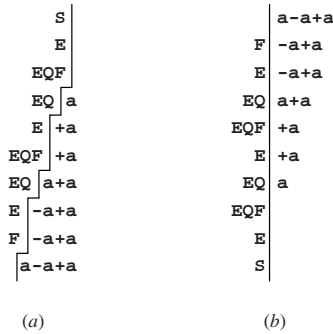 S
E
EQF
EQ a
E +a
EQF +a
EQ a+a
E -a+a
F -a+a
a-a+a
(a)
a-a+a
F -a+a
E -a+a
EQ a+a
EQF +a
E +a
EQ a
EQF
E
S
(b)